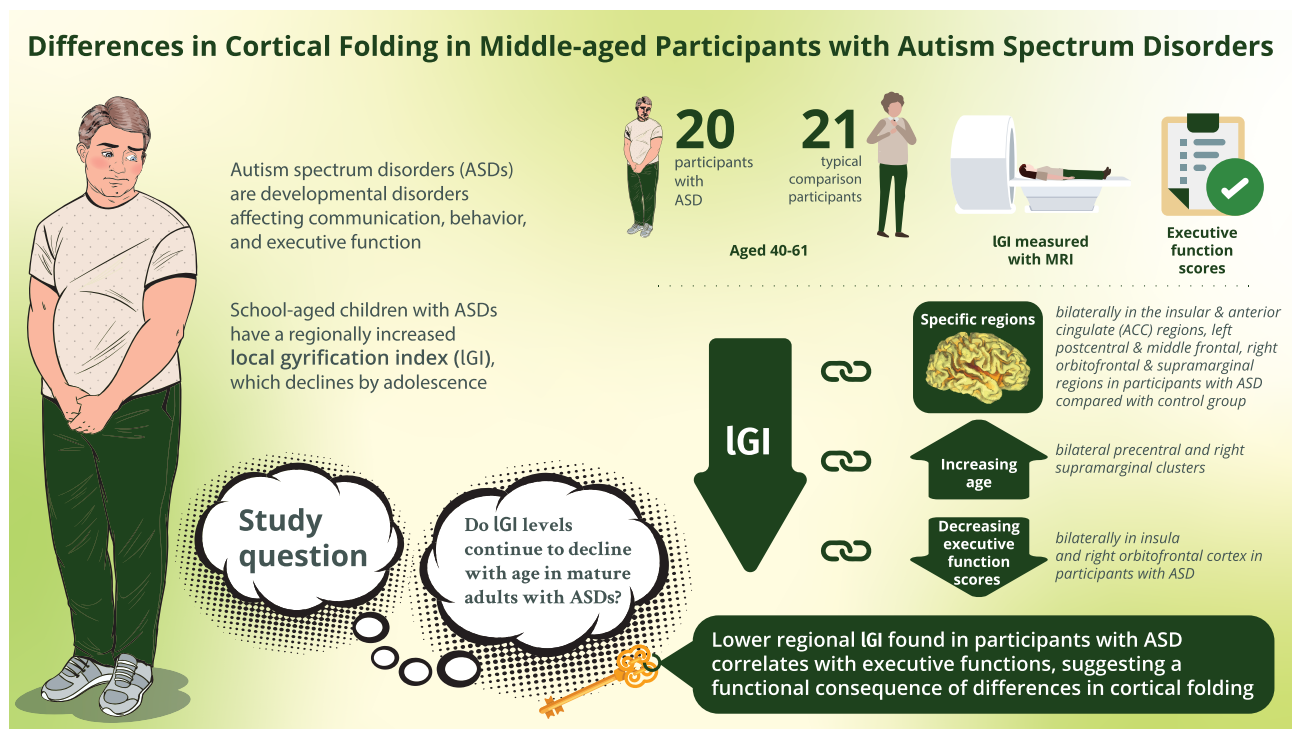 Differences in Cortical Folding in Middle-aged Participants with Autism Spectrum Disorders
Autism spectrum disorders (ASDs)
are developmental disorders
affecting communication, behavior,
and executive function
School-aged children with ASDs
have a regionally increased
local gyrification index (lGI),
which declines by adolescence
Study
question
Do lGI levels
continue to decline
with age in mature
adults with ASDs?
20
participants
with
ASD
21
typical
comparison
participants
Aged 40-61
lGI measured
with MRI
Executive
function
scores
lGI
Specific regions
bilaterally in the insular & anterior
cingulate (ACC) regions, left
postcentral & middle frontal, right
orbitofrontal & supramarginal
regions in participants with ASD
compared with control group
Increasing
age
bilateral precentral and right
supramarginal clusters
Decreasing
executive
function
scores
bilaterally in insula
and right orbitofrontal cortex in
participants with ASD
Lower regional lGI found in participants with ASD
correlates with executive functions, suggesting a
functional consequence of differences in cortical folding